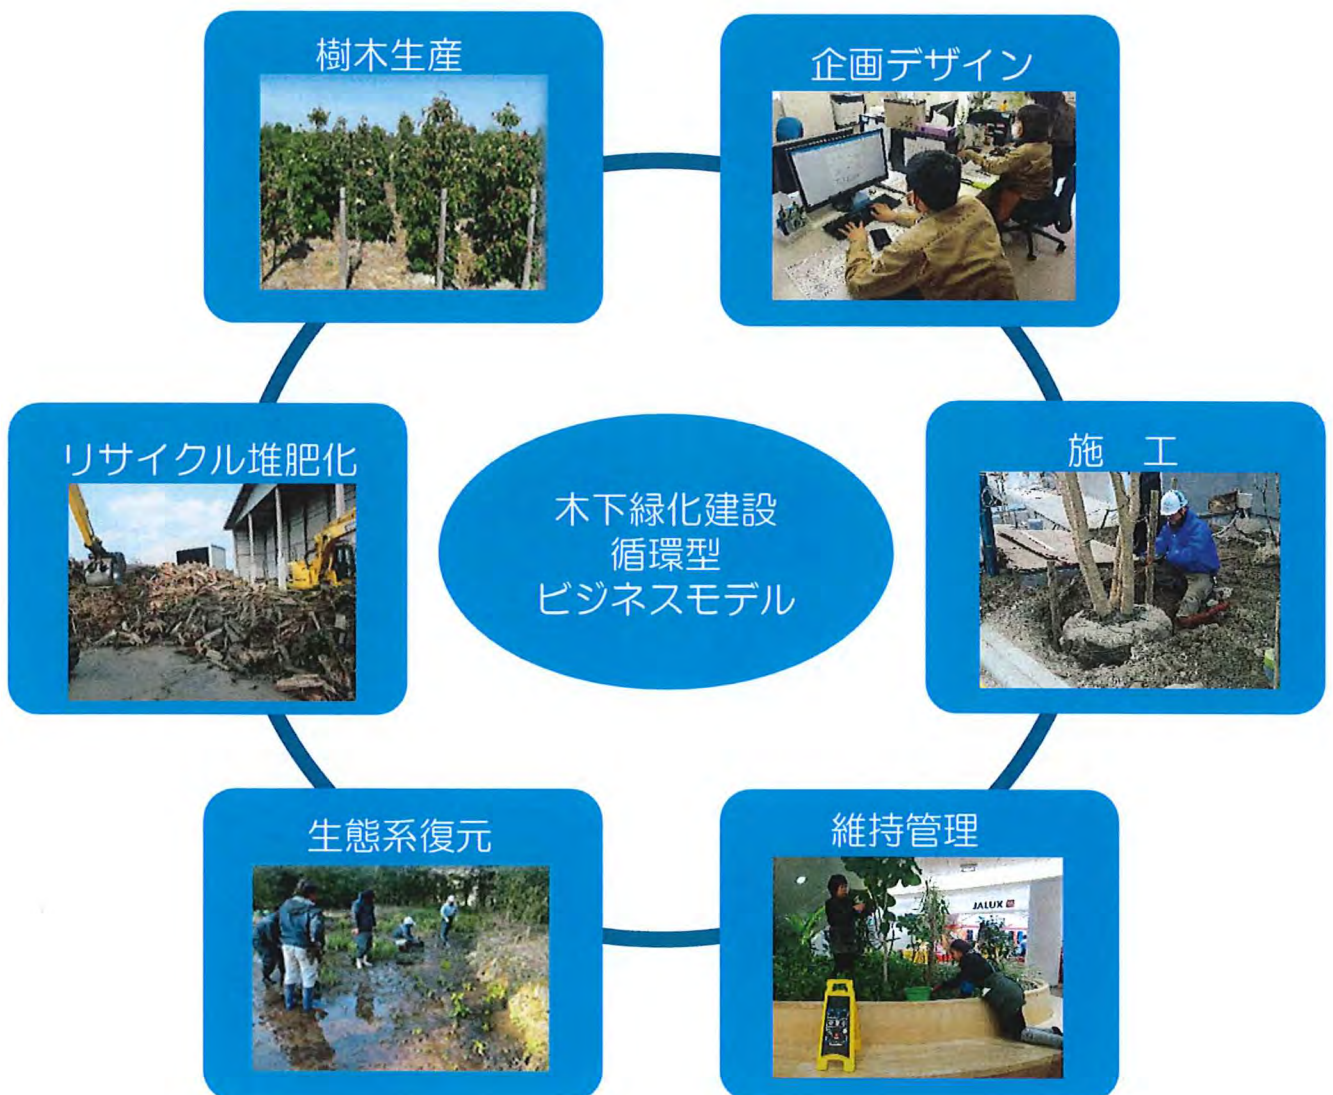 樹木生産
企画デザイン
リサイクル堆肥化
施 工
木下緑化建設
循環型
ビジネスモデル
生態系復元
維持管理
JALUX